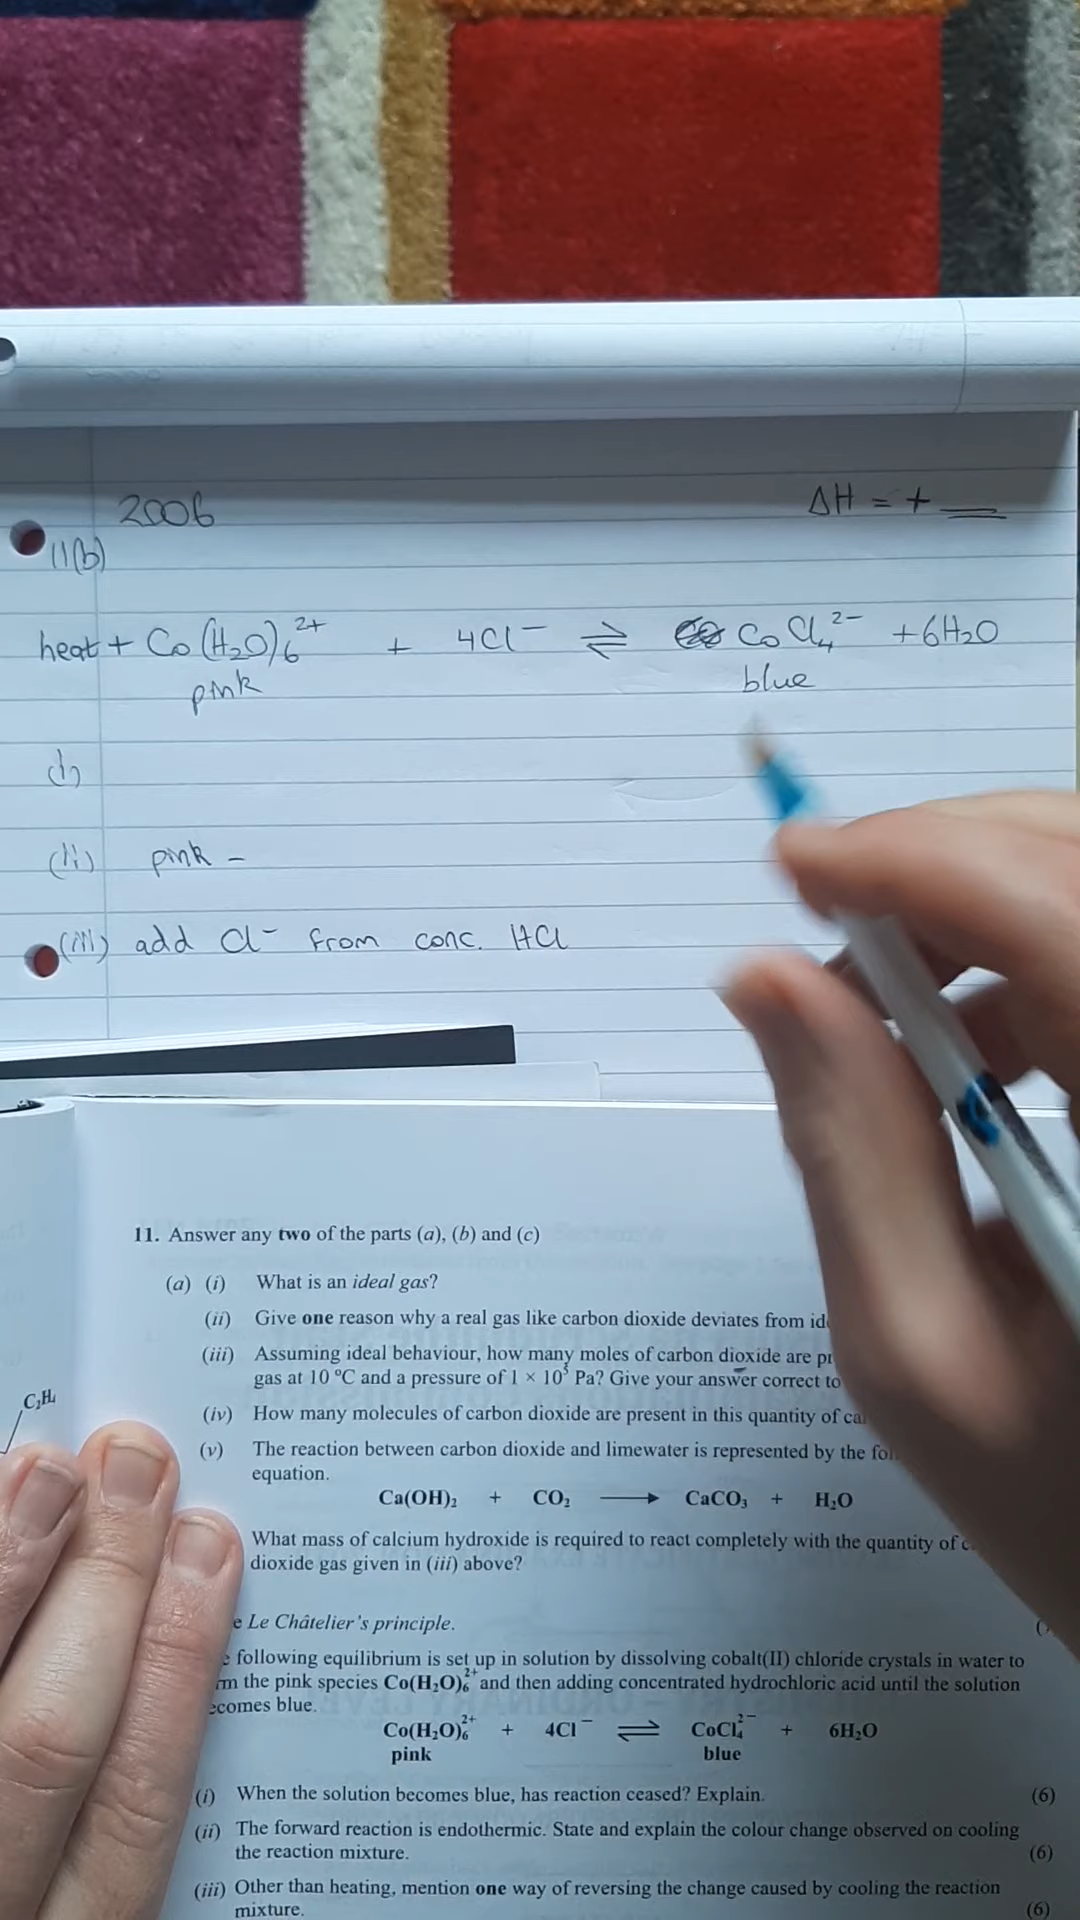 2006
ΔH = + __
11(b)
heat + Co(H₂O)₆²⁺ + 4Cl⁻ ⇌ CoCl₄²⁻ + 6H₂O
pink blue
(i)
(ii) pink -
(iii) add Cl⁻ from conc. HCl
11. Answer any two of the parts (a), (b) and (c)
(a) (i) What is an ideal gas?
(ii) Give one reason why a real gas like carbon dioxide deviates from
(iii) Assuming ideal behaviour, how many moles of carbon dioxide are
gas at 10 °C and a pressure of 1 × 10⁵ Pa? Give your answer correct to
(iv) How many molecules of carbon dioxide are present in this quantity of
(v) The reaction between carbon dioxide and limewater is represented by the
equation.
Ca(OH)₂ + CO₂ ⟶ CaCO₃ + H₂O
C₂H₄
What mass of calcium hydroxide is required to react completely with the quantity of
dioxide gas given in (iii) above?
Le Châtelier's principle.
following equilibrium is set up in solution by dissolving cobalt(II) chloride crystals in water to
the pink species Co(H₂O)₆²⁺ and then adding concentrated hydrochloric acid until the solution
blue.
Co(H₂O)₆²⁺ + 4Cl⁻ ⇌ CoCl₄²⁻ + 6H₂O
pink blue
(i) When the solution becomes blue, has reaction ceased? Explain. (6)
(ii) The forward reaction is endothermic. State and explain the colour change observed on cooling
the reaction mixture. (6)
(iii) Other than heating, mention one way of reversing the change caused by cooling the reaction
mixture. (6)